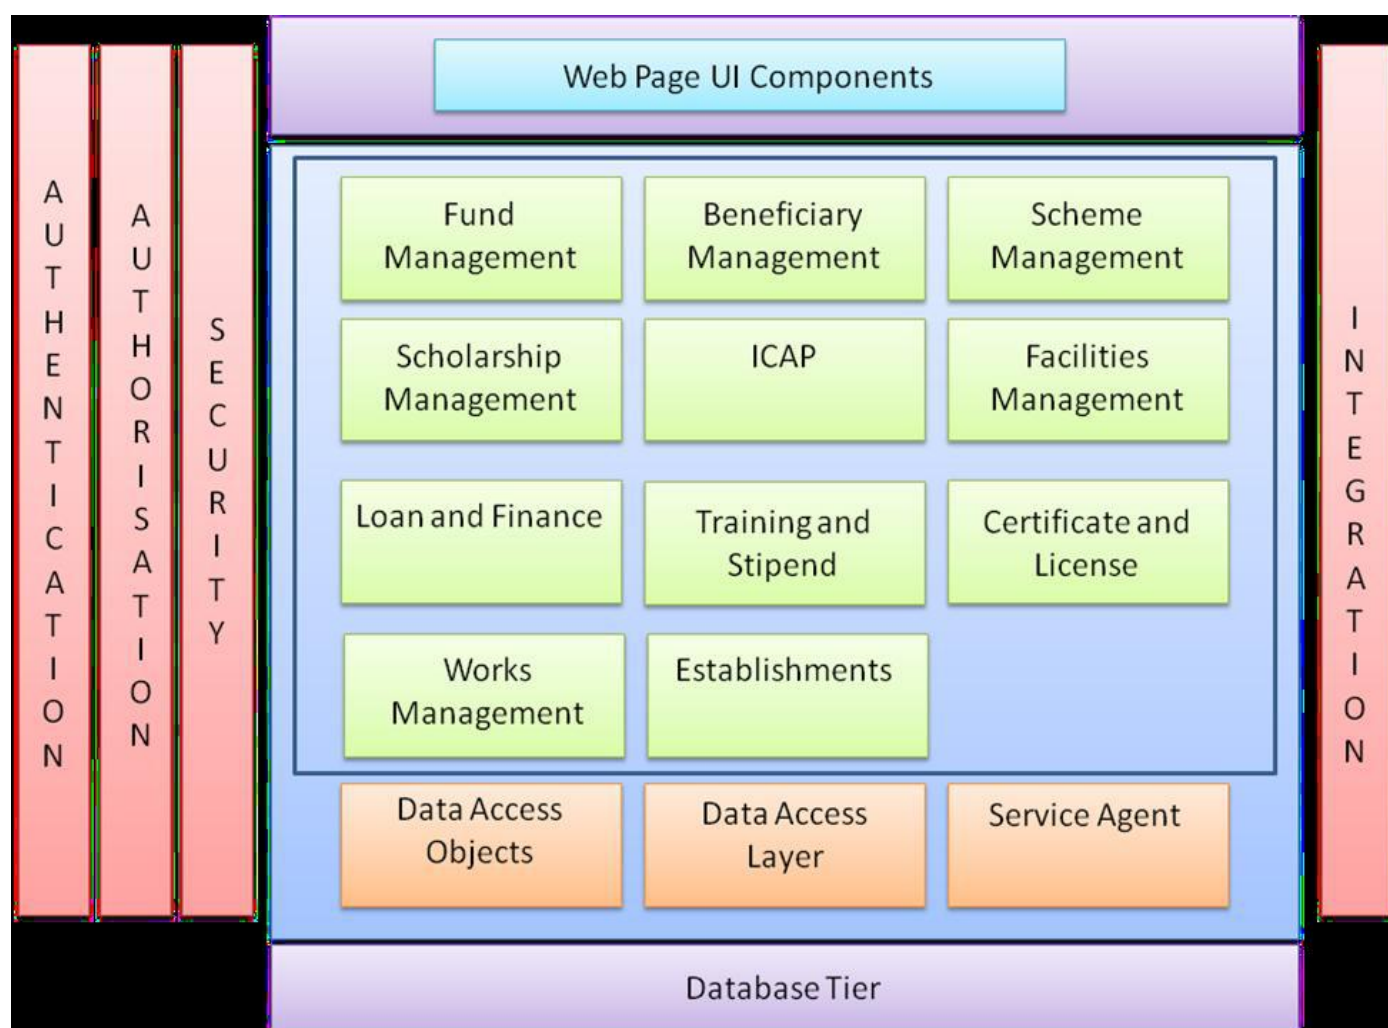 Web Page UI Components
AUTHENTICATION
AUTHORISATION
SECURITY
Fund
Management
Beneficiary
Management
Scheme
Management
Scholarship
Management
ICAP
Facilities
Management
Loan and Finance
Training and
Stipend
Certificate and
License
Works
Management
Establishments
Data Access
Objects
Data Access
Layer
Service Agent
INTEGRATION
Database Tier